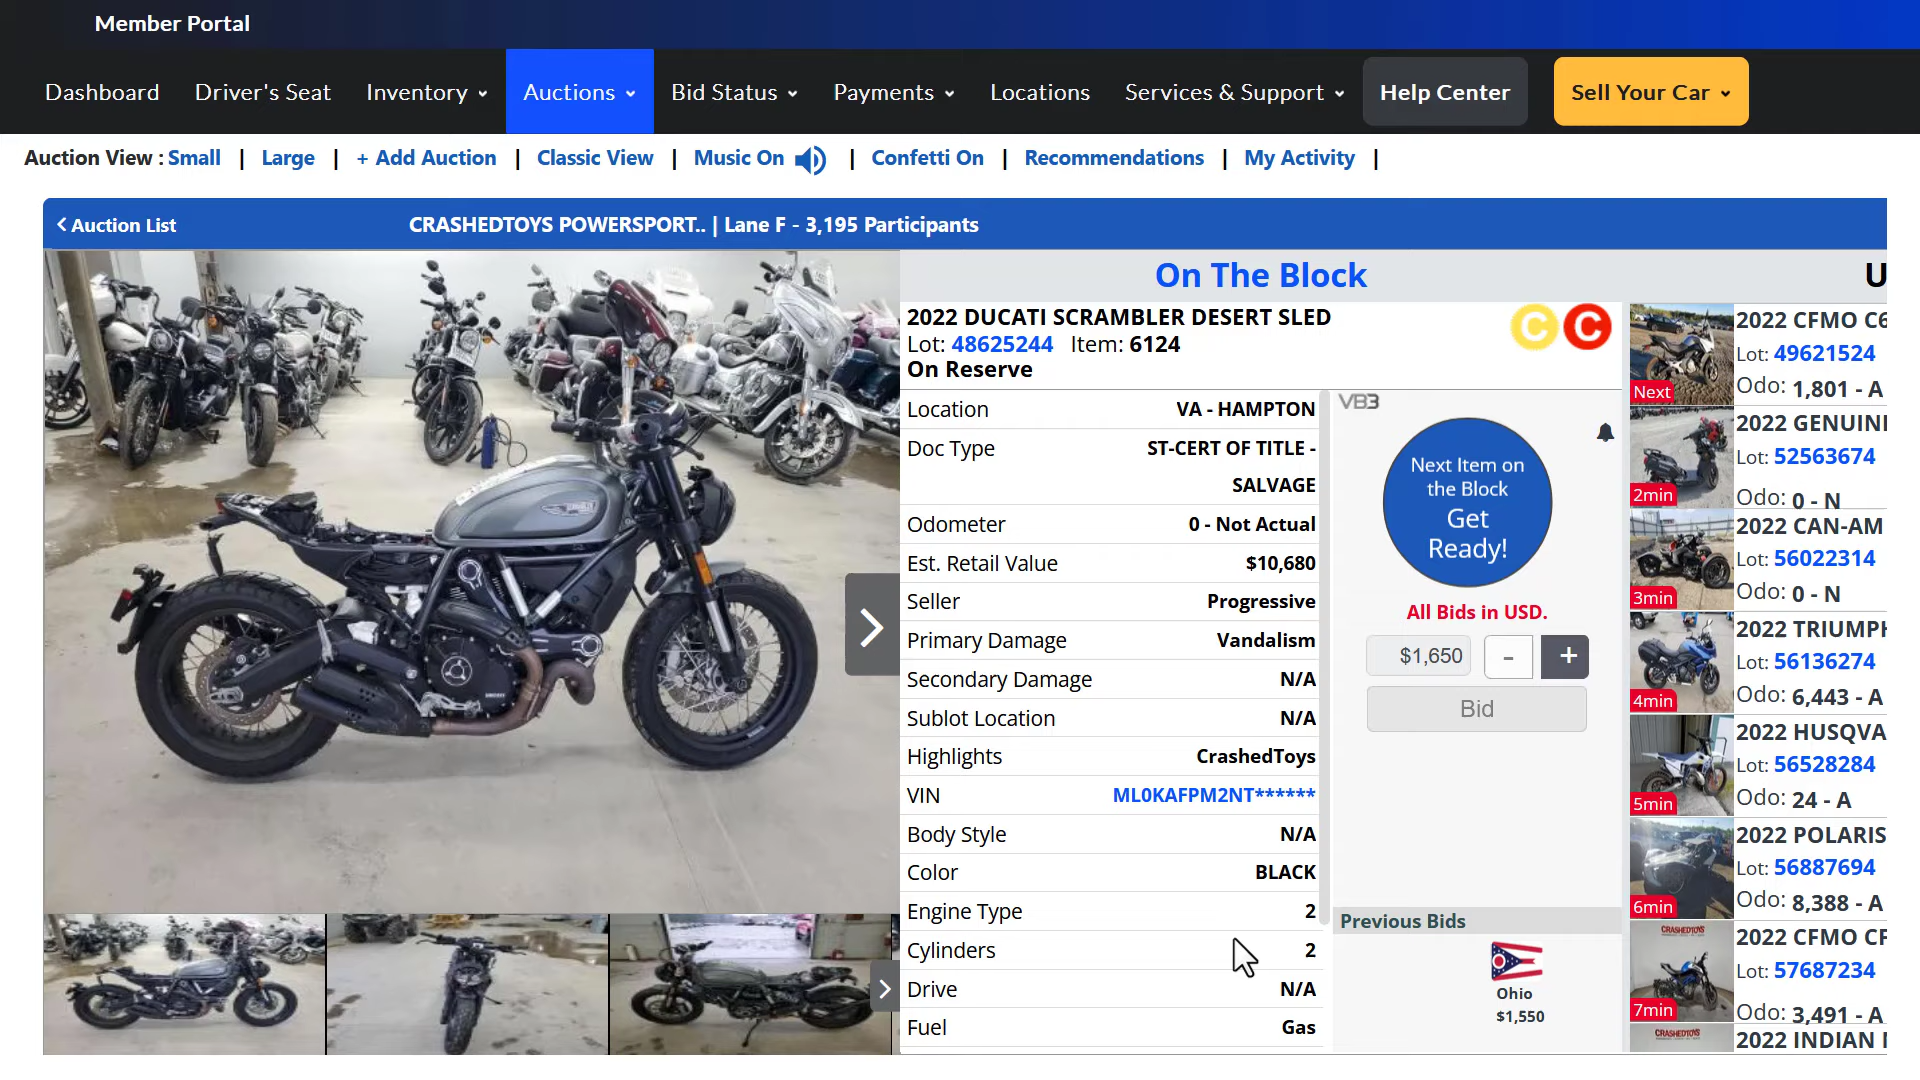 Member Portal
Dashboard Driver's Seat Inventory Auctions Bid Status Payments Locations Services & Support Help Center Sell Your Car
Auction View : Small | Large | + Add Auction | Classic View | Music On | Confetti On | Recommendations | My Activity |
Auction List CRASHEDTOYS POWERSPORT.. | Lane F - 3,195 Participants
On The Block
U
2022 DUCATI SCRAMBLER DESERT SLED
Lot: 48625244 Item: 6124
On Reserve
C C
Location VA - HAMPTON
Doc Type ST-CERT OF TITLE -
SALVAGE
Odometer 0 - Not Actual
Est. Retail Value $10,680
Seller Progressive
Primary Damage Vandalism
Secondary Damage N/A
Sublot Location N/A
Highlights CrashedToys
VIN ML0KAFPM2NT******
Body Style N/A
Color BLACK
Engine Type 2
Cylinders 2
Drive N/A
Fuel Gas
VB3
Next Item on
the Block
Get
Ready!
All Bids in USD.
$1,650 - +
Bid
Previous Bids
Ohio
$1,550
2022 CFMO C6
Lot: 49621524
Next Odo: 1,801 - A
2022 GENUIN
Lot: 52563674
2min Odo: 0 - N
2022 CAN-AM
Lot: 56022314
3min Odo: 0 - N
2022 TRIUMPH
Lot: 56136274
4min Odo: 6,443 - A
2022 HUSQVA
Lot: 56528284
5min Odo: 24 - A
2022 POLARIS
Lot: 56887694
6min Odo: 8,388 - A
CRASHEDTOYS
2022 CFMO CF
Lot: 57687234
7min Odo: 3,491 - A
CRASHEDTOYS
2022 INDIAN